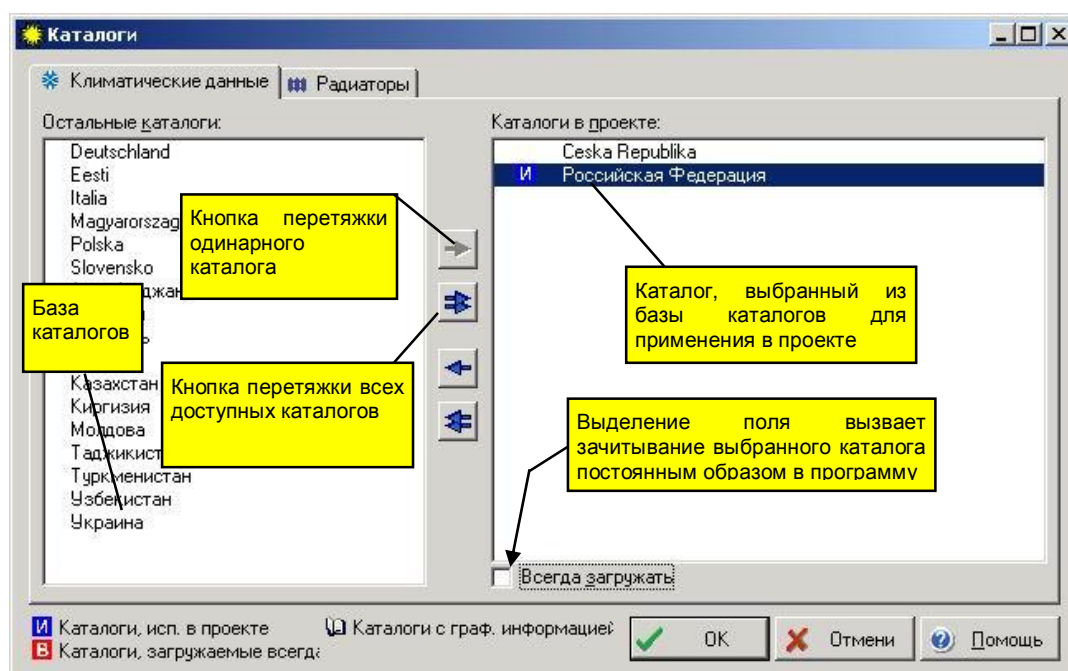 Каталоги
Климатические данные
Радиаторы
Остальные каталоги:
Каталоги в проекте:
Deutschland
Eesti
Italia
Magyarorszag
Polska
Slovensko
Казахстан
Киргизия
Молдова
Туркменистан
Узбекистан
Украина
Ceska Republika
И Российская Федерация
Кнопка перетяжки
одинарного
каталога
База
каталогов
Кнопка перетяжки всех
доступных каталогов
Каталог, выбранный из
базы каталогов для
применения в проекте
Выделение поля вызвает
зачитывание выбранного каталога
постоянным образом в программу
Всегда загружать
И Каталоги, исп. в проекте
Каталоги с граф. информацией
В Каталоги, загружаемые всегда
OK
Отмени
Помощь